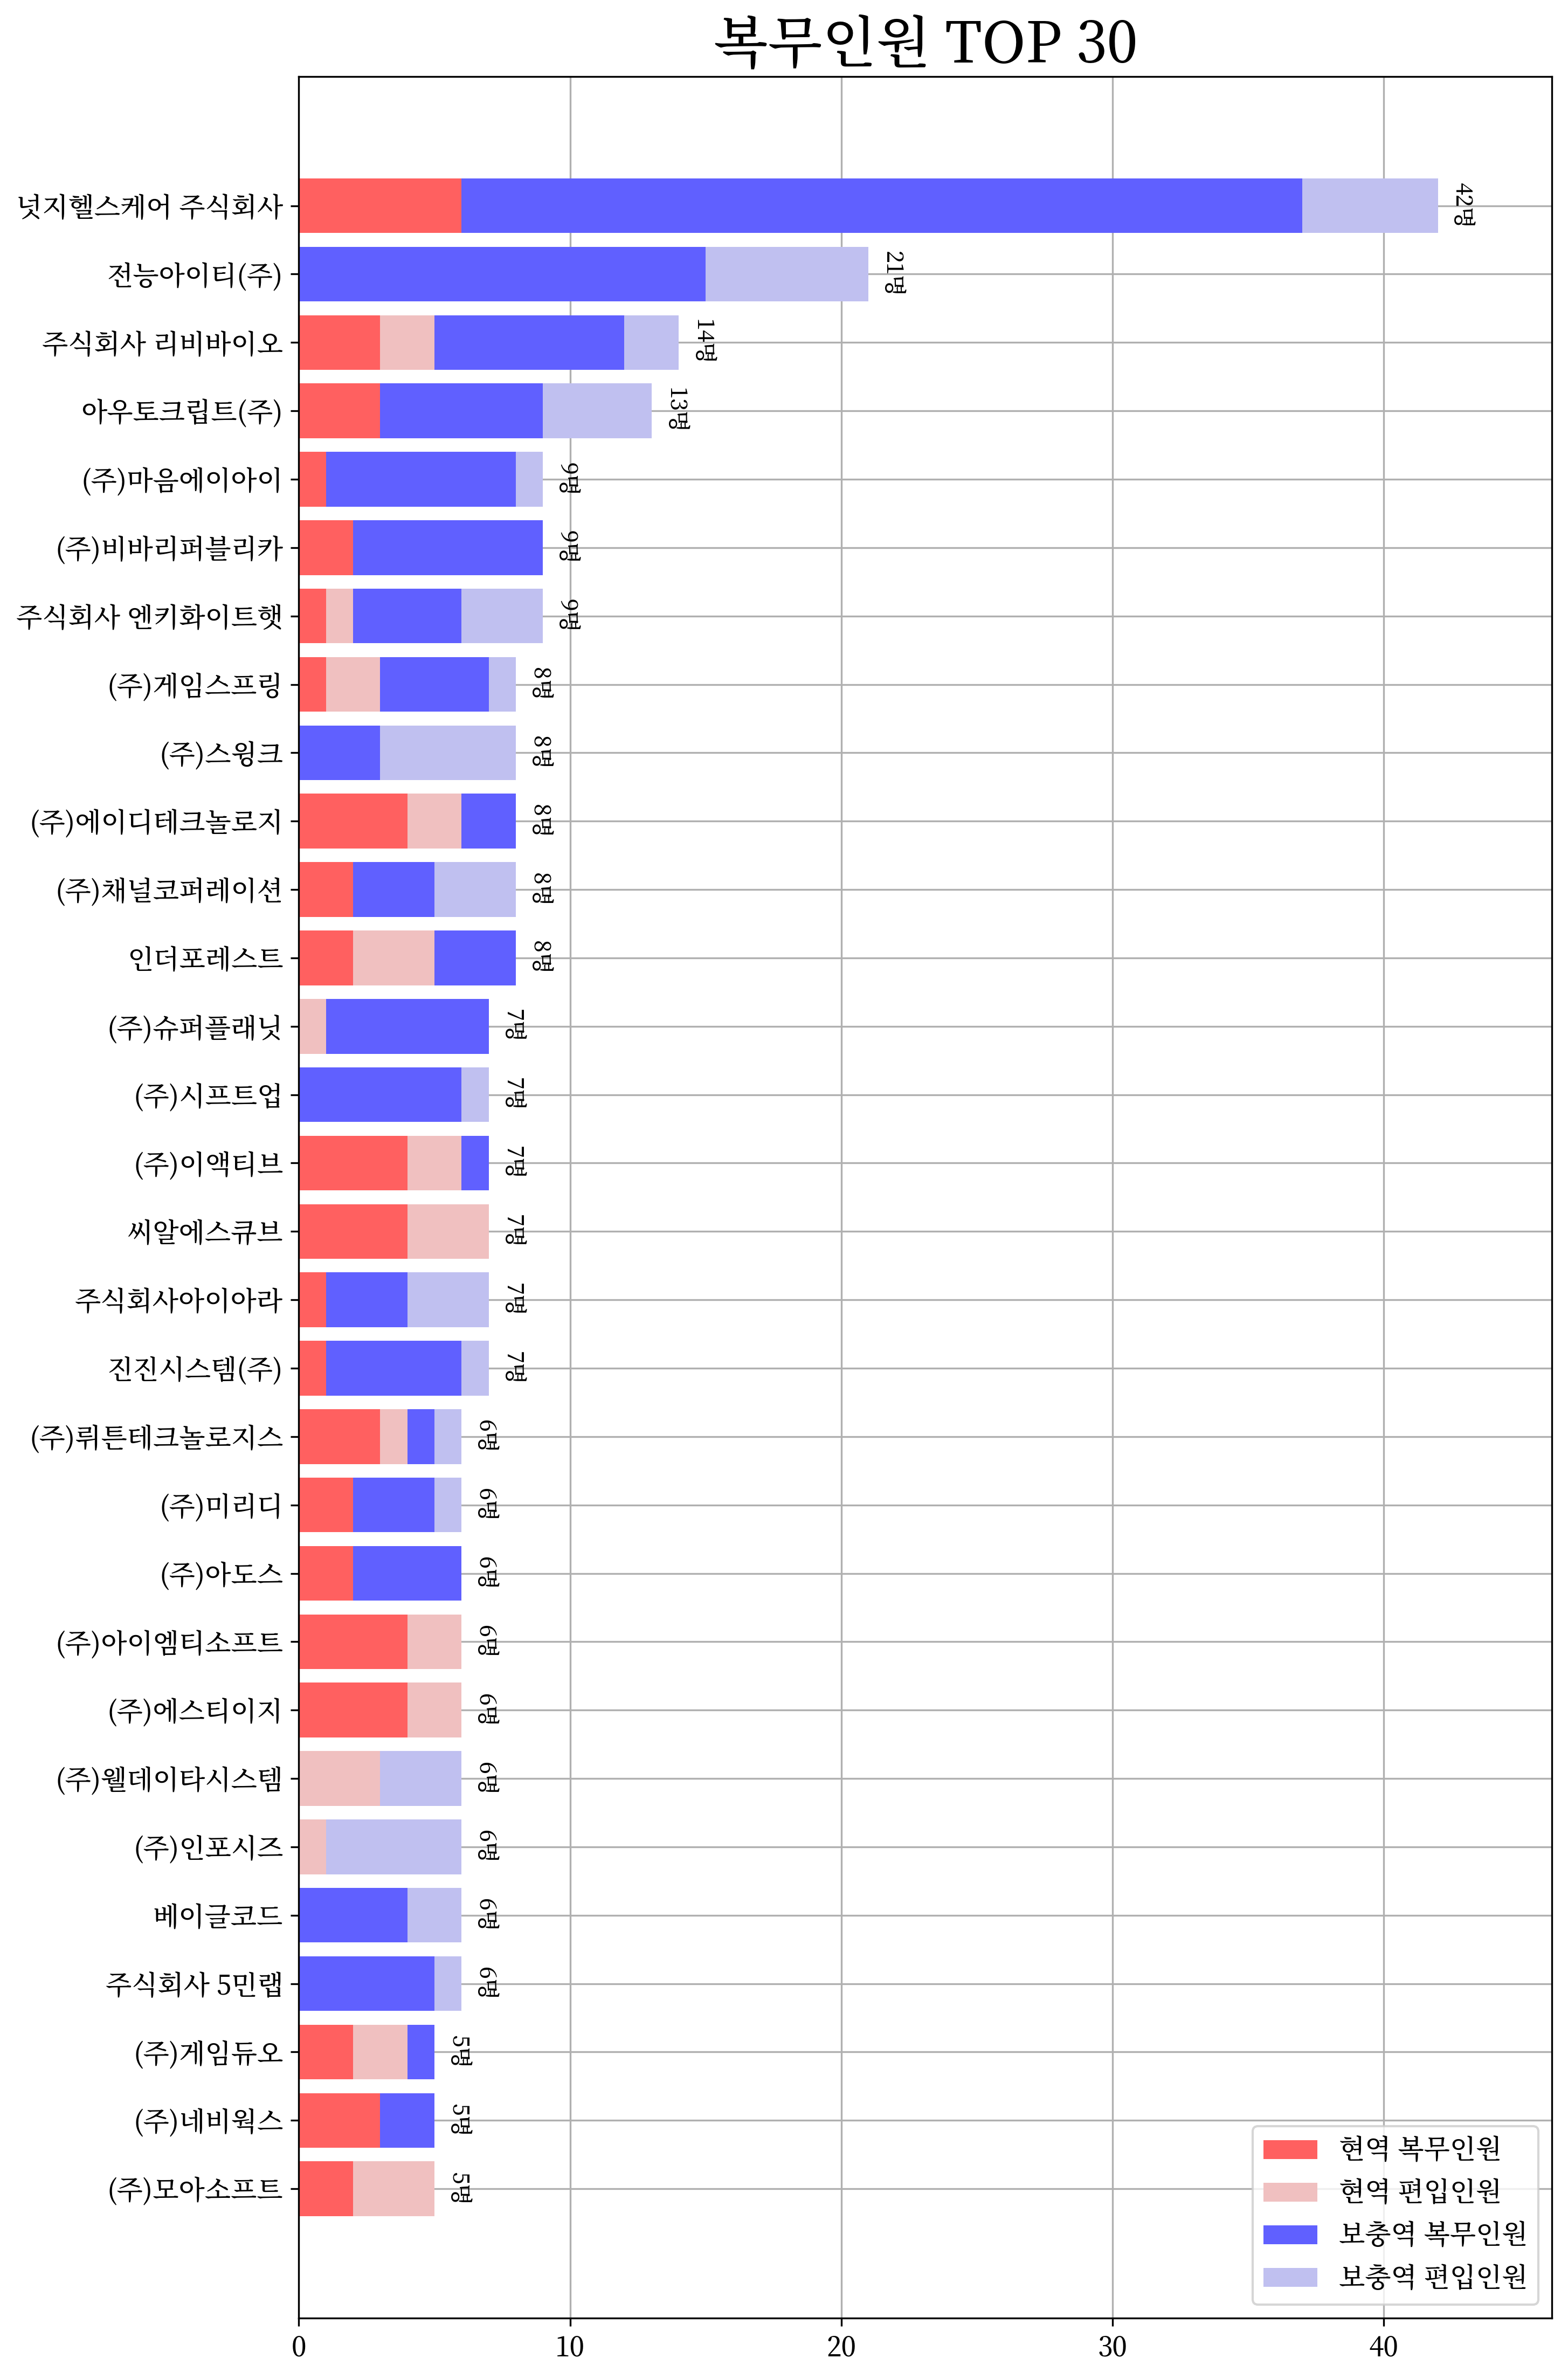 복무인원 TOP 30
넛지헬스케어 주식회사
42명
전능아이티(주)
21명
주식회사 리비바이오
14명
아우토크립트(주)
13명
(주)마음에이아이
9명
(주)비바리퍼블리카
9명
주식회사 엔키화이트햇
9명
(주)게임스프링
8명
(주)스윙크
8명
(주)에이디테크놀로지
8명
(주)채널코퍼레이션
8명
인더포레스트
8명
(주)슈퍼플래닛
7명
(주)시프트업
7명
(주)이액티브
7명
씨알에스큐브
7명
주식회사아이아라
7명
진진시스템(주)
7명
(주)뤼튼테크놀로지스
6명
(주)미리디
6명
(주)아도스
6명
(주)아이엠티소프트
6명
(주)에스티이지
6명
(주)웰데이타시스템
6명
(주)인포시즈
6명
베이글코드
6명
주식회사 5민랩
6명
(주)게임듀오
5명
(주)네비웍스
5명
(주)모아소프트
5명
현역 복무인원
현역 편입인원
보충역 복무인원
보충역 편입인원
0 10 20 30 40